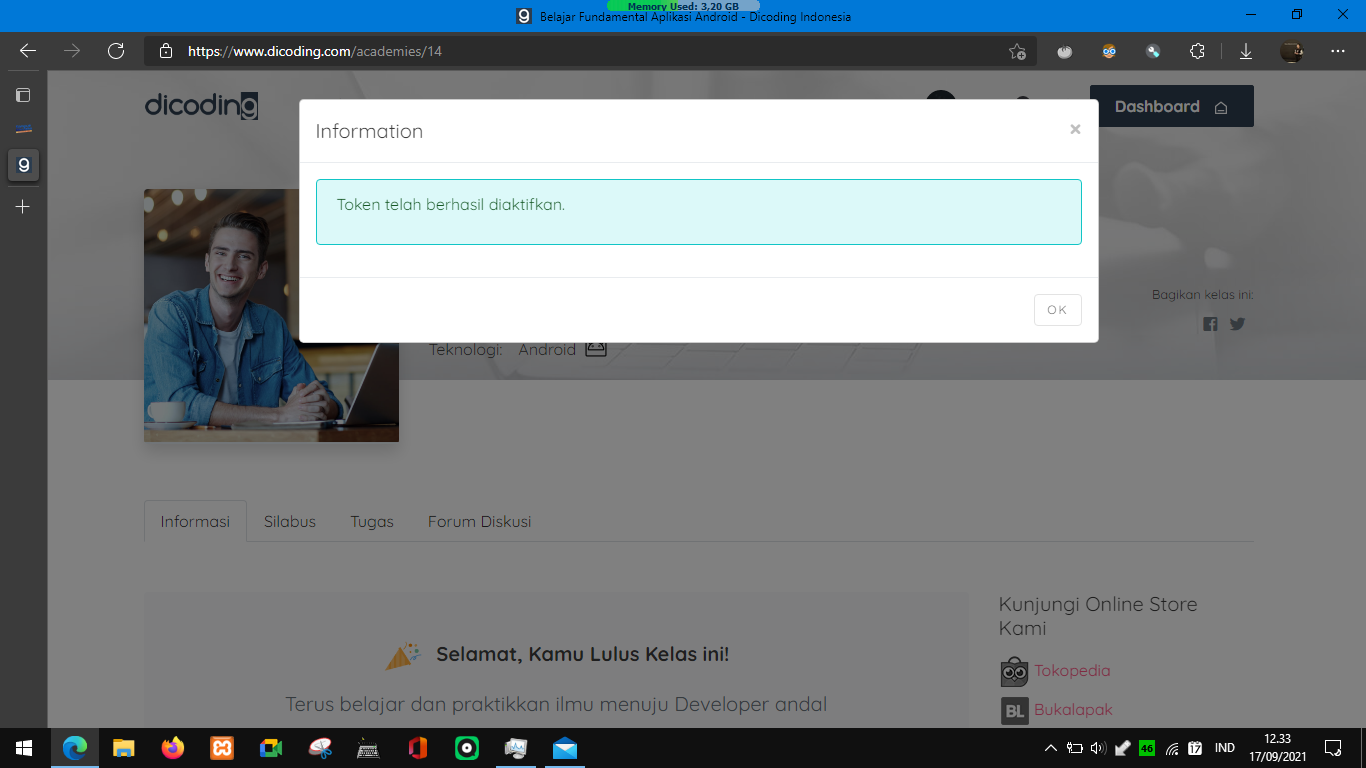 Memory Used: 3,20 GB
Belajar Fundamental Aplikasi Android - Dicoding Indonesia
https://www.dicoding.com/academies/14
dicoding
Dashboard
Information
×
Token telah berhasil diaktifkan.
OK
Bagikan kelas ini:
Teknologi: Android
Informasi
Silabus
Tugas
Forum Diskusi
Selamat, Kamu Lulus Kelas ini!
Terus belajar dan praktikkan ilmu menuju Developer andal
Kunjungi Online Store
Kami
Tokopedia
BL Bukalapak
46
17
IND
12.33
17/09/2021